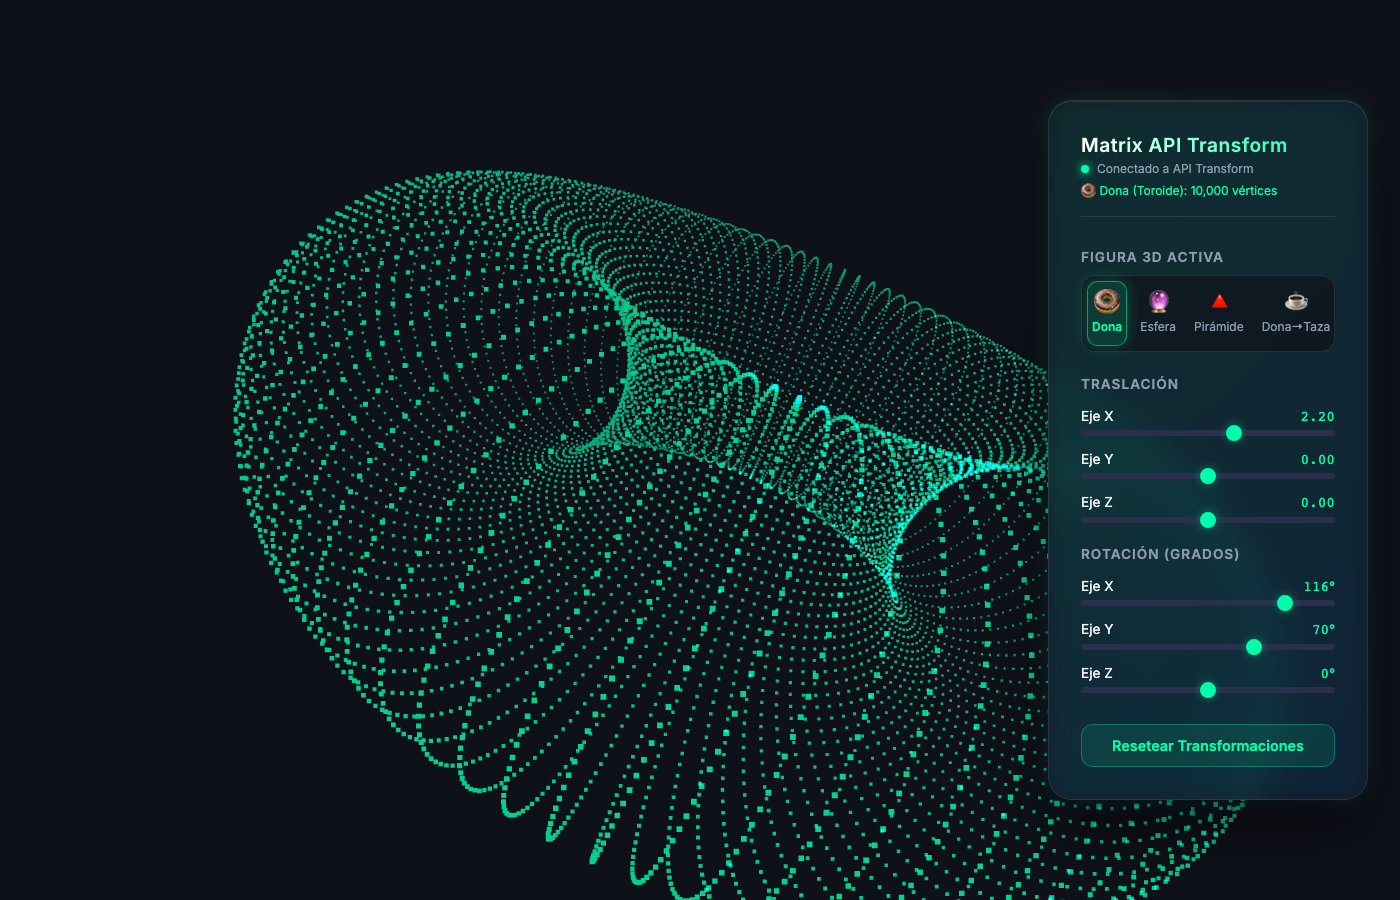 Matrix API Transform
Conectado a API Transform
Dona (Toroide): 10,000 vértices
FIGURA 3D ACTIVA
Dona Esfera Pirámide Dona→Taza
TRASLACIÓN
Eje X 2.20
Eje Y 0.00
Eje Z 0.00
ROTACIÓN (GRADOS)
Eje X 116°
Eje Y 70°
Eje Z 0°
Resetear Transformaciones